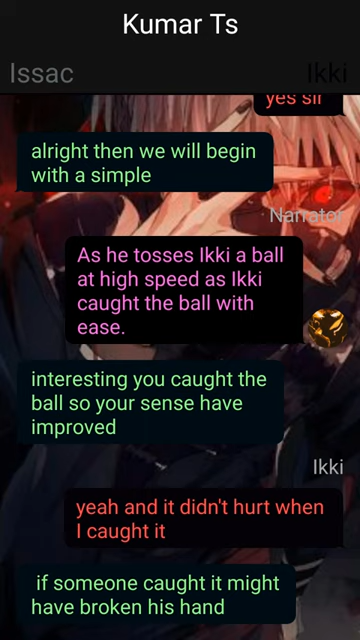 Kumar Ts
Issac
Ikki
yes sir
alright then we will begin
with a simple
Narrator
As he tosses Ikki a ball
at high speed as Ikki
caught the ball with
ease.
interesting you caught the
ball so your sense have
improved
Ikki
yeah and it didn't hurt when
I caught it
if someone caught it might
have broken his hand